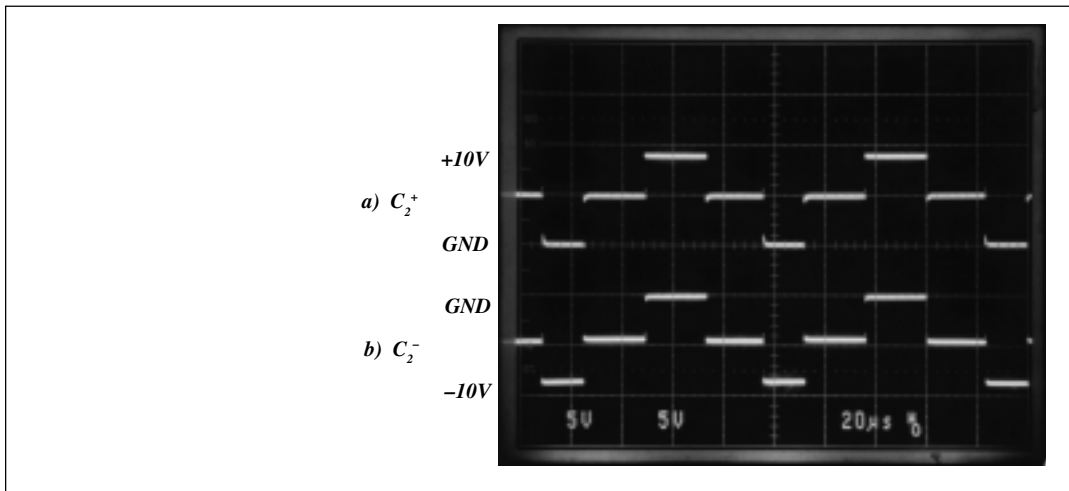 +10V
a) C₂⁺
GND
GND
b) C₂⁻
–10V
5V 5V 20μs